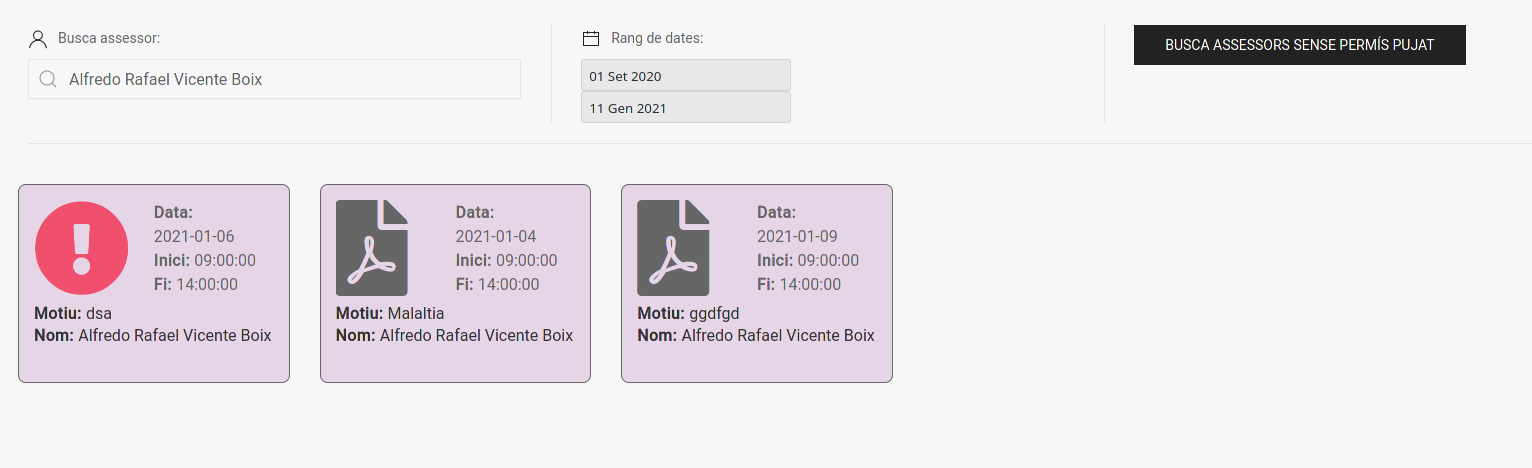 Busca assessor:
Alfredo Rafael Vicente Boix
Rang de dates:
01 Set 2020
11 Gen 2021
BUSCA ASSESSORS SENSE PERMÍS PUJAT
Data:
2021-01-06
Inici: 09:00:00
Fi: 14:00:00
Motiu: dsa
Nom: Alfredo Rafael Vicente Boix
Data:
2021-01-04
Inici: 09:00:00
Fi: 14:00:00
Motiu: Malaltia
Nom: Alfredo Rafael Vicente Boix
Data:
2021-01-09
Inici: 09:00:00
Fi: 14:00:00
Motiu: ggdfgd
Nom: Alfredo Rafael Vicente Boix